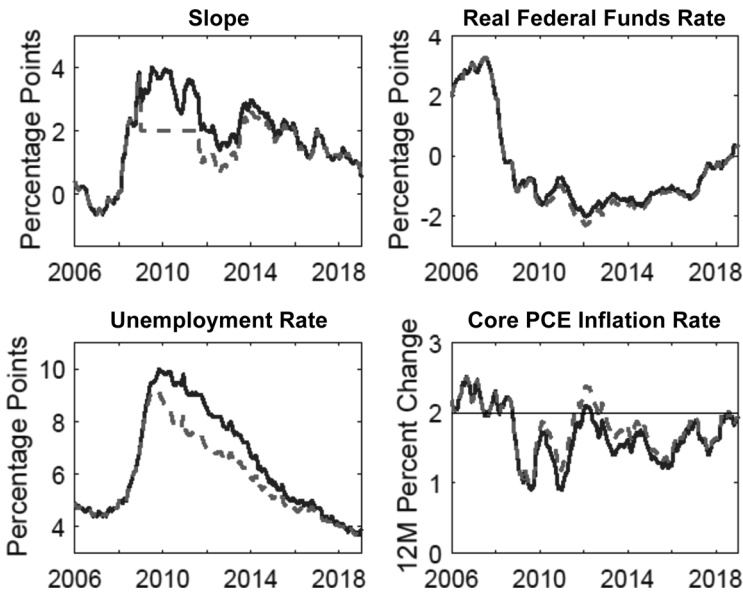 Slope
Percentage Points
4
2
0
2006 2010 2014 2018
Real Federal Funds Rate
Percentage Points
4
2
0
-2
2006 2010 2014 2018
Unemployment Rate
Percentage Points
10
8
6
4
2006 2010 2014 2018
Core PCE Inflation Rate
12M Percent Change
3
2
1
0
2006 2010 2014 2018